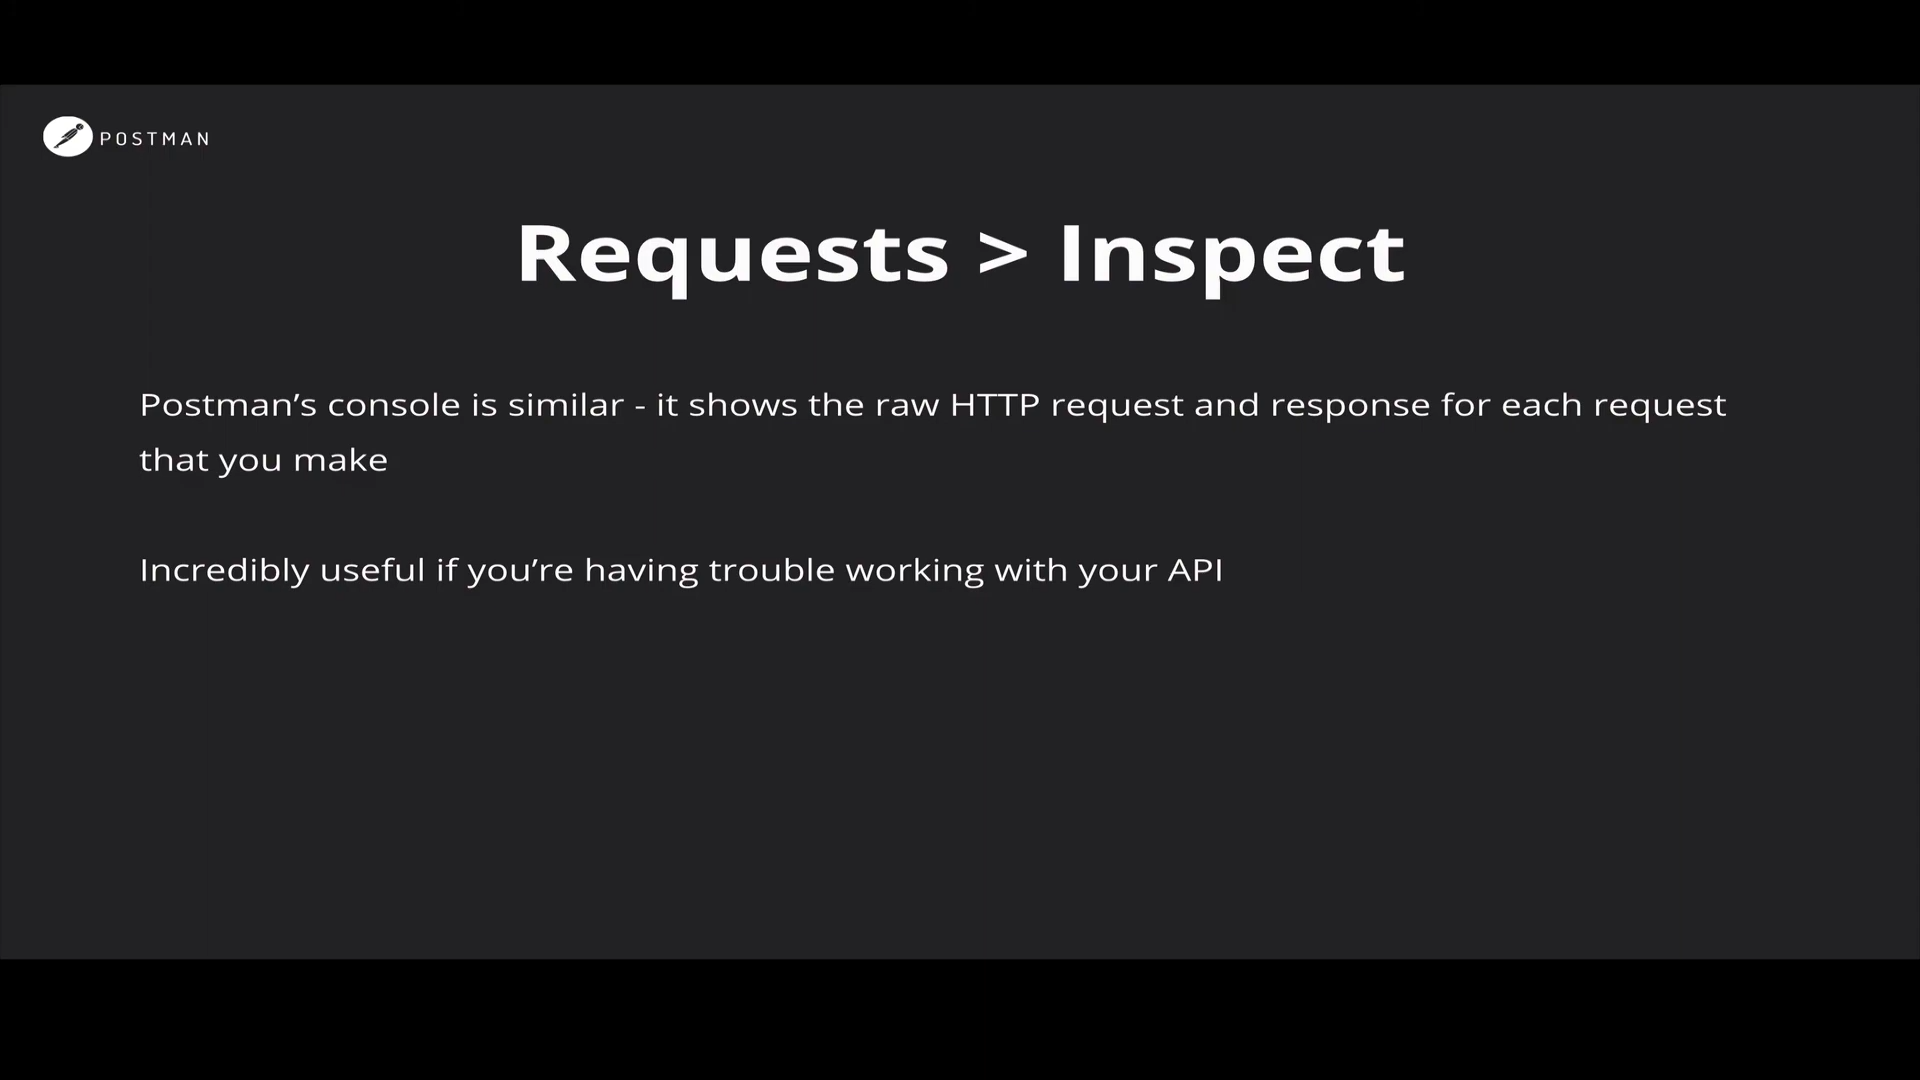 POSTMAN
Requests > Inspect
Postman’s console is similar - it shows the raw HTTP request and response for each request
that you make
Incredibly useful if you’re having trouble working with your API